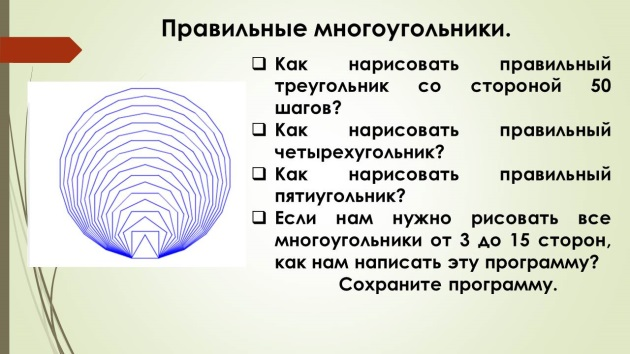 Правильные многоугольники.
❑ Как нарисовать правильный
треугольник со стороной 50
шагов?
❑ Как нарисовать правильный
четырехугольник?
❑ Как нарисовать правильный
пятиугольник?
❑ Если нам нужно рисовать все
многоугольники от 3 до 15 сторон,
как нам написать эту программу?
Сохраните программу.